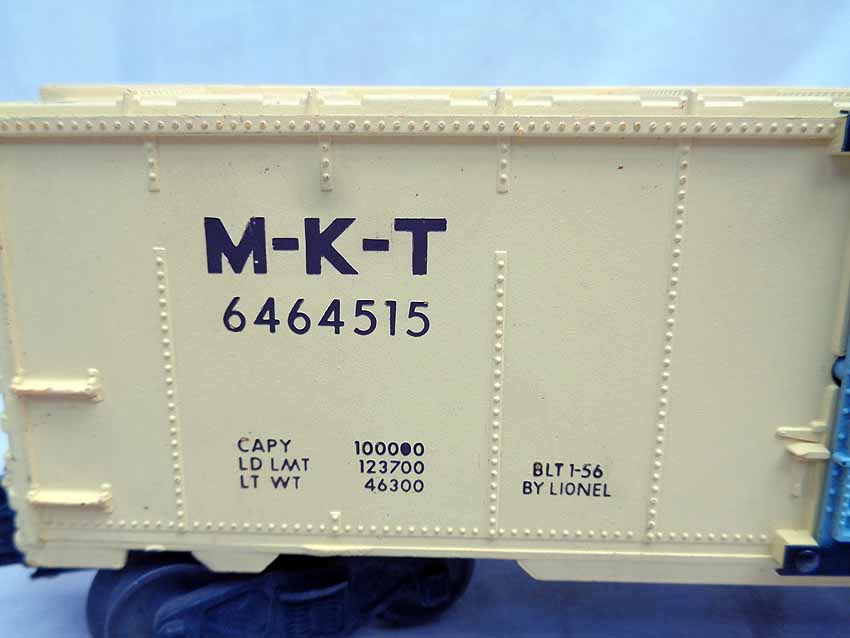 M-K-T
6464515
CAPY 100000
LD LMT 123700
LT WT 46300
BLT 1-56
BY LIONEL